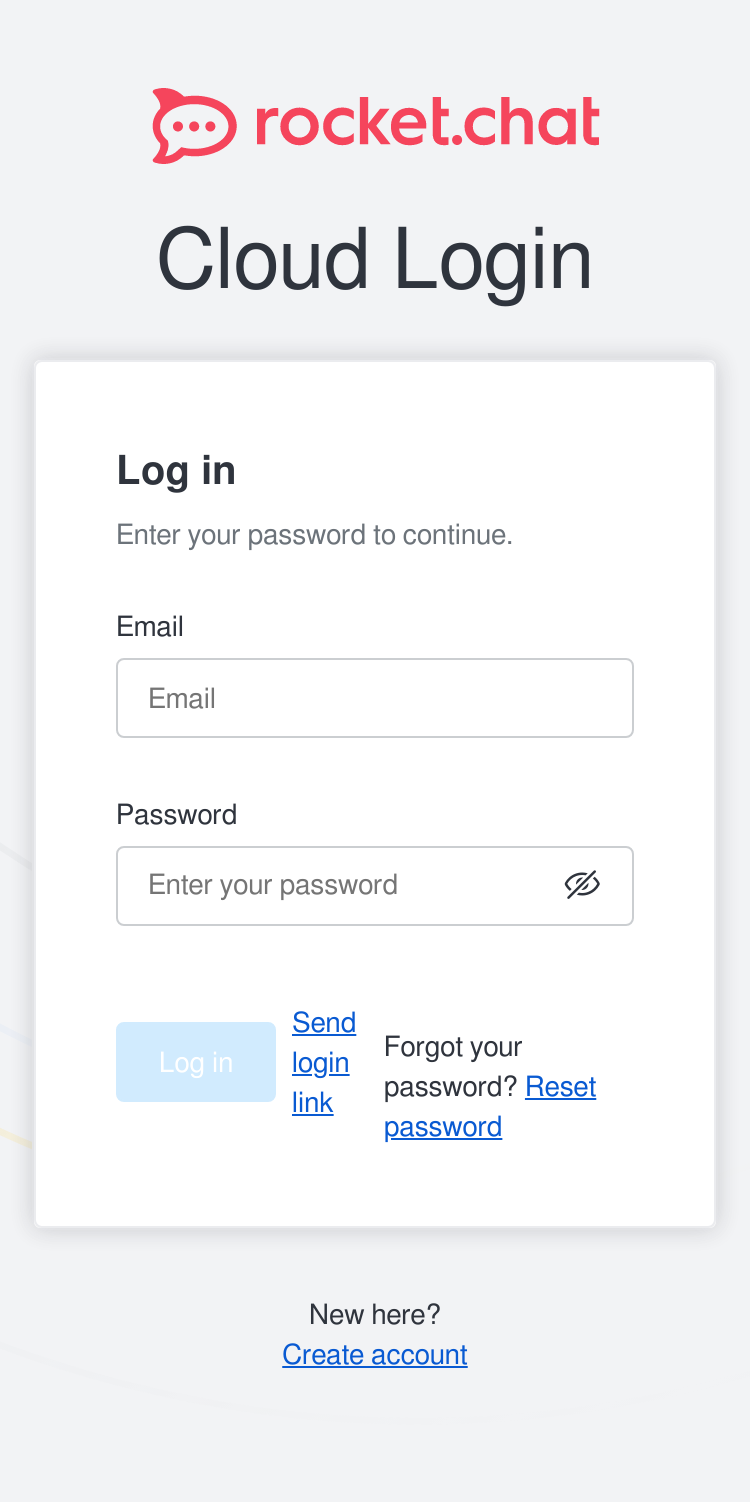 rocket.chat
Cloud Login
Log in
Enter your password to continue.
Email
Email
Password
Enter your password
Log in
Send
login
link
Forgot your
password? Reset
password
New here?
Create account